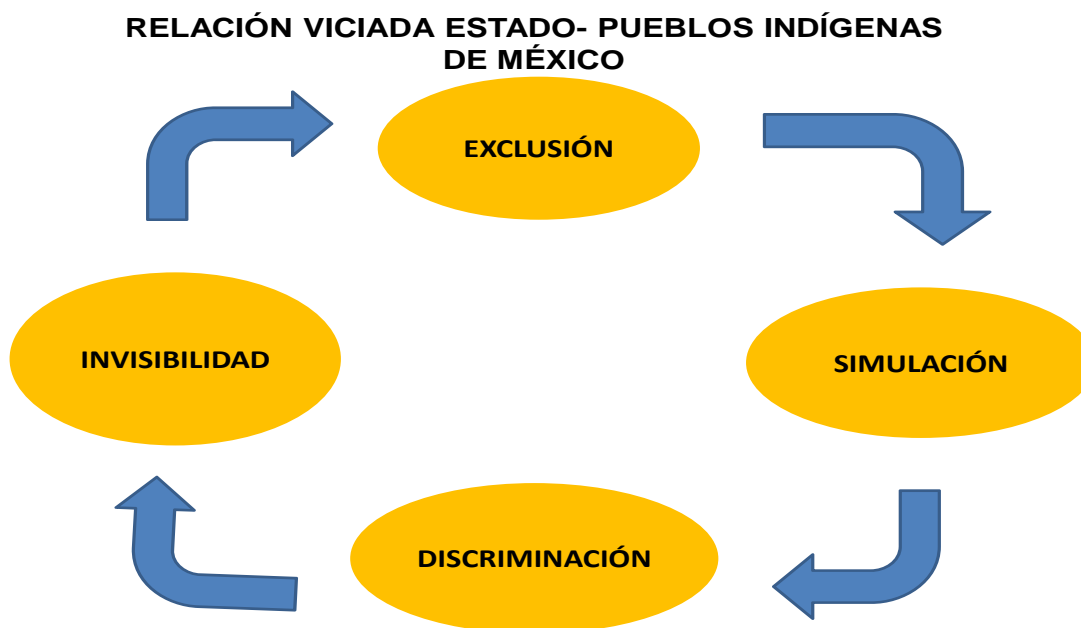 RELACIÓN VICIADA ESTADO- PUEBLOS INDÍGENAS
DE MÉXICO
EXCLUSIÓN
INVISIBILIDAD
SIMULACIÓN
DISCRIMINACIÓN